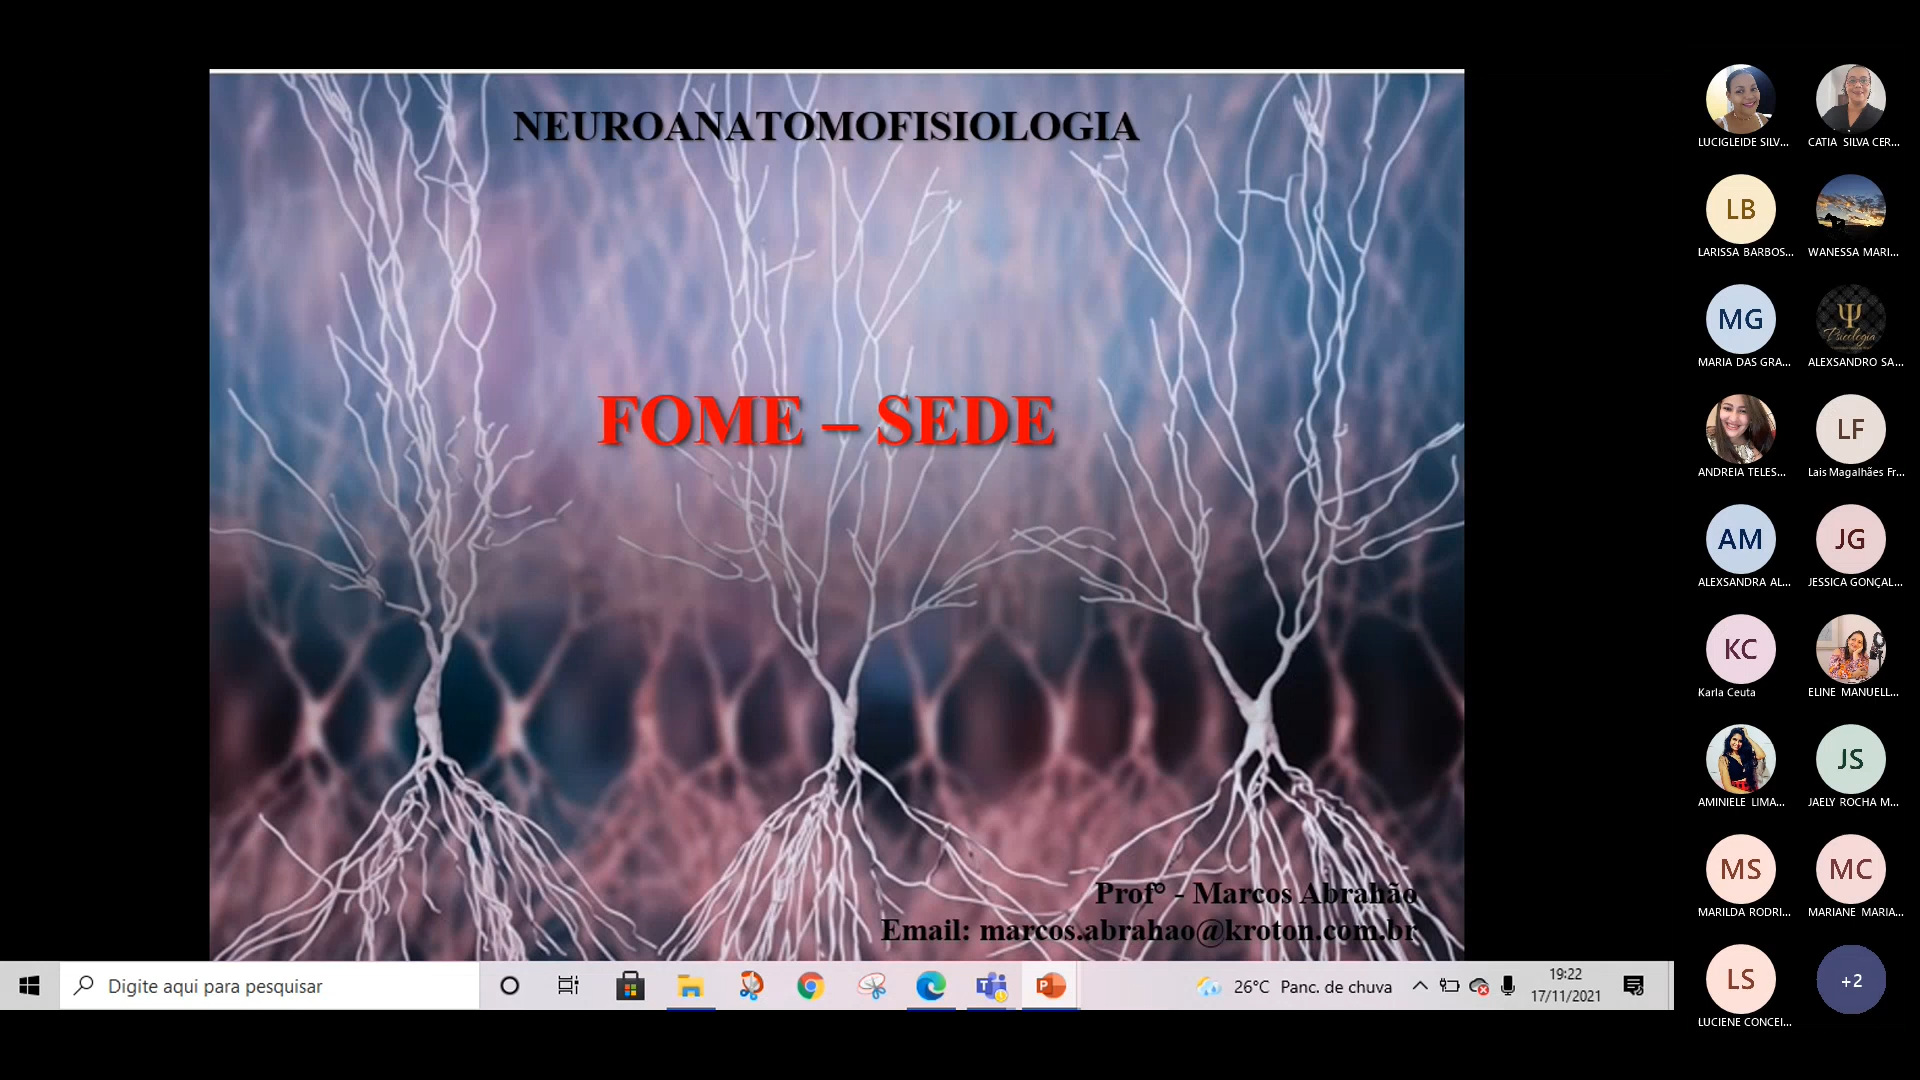 NEUROANATOMOFISIOLOGIA
FOME – SEDE
Prof° - Marcos Abrahão
Email: marcos.abrahao@kroton.com.br
Digite aqui para pesquisar
26°C Panc. de chuva
19:22
17/11/2021
LUCIGLEIDE SILV...
CATIA SILVA CER...
LB
LARISSA BARBOS...
WANESSA MARI...
MG
MARIA DAS GRA...
Ψ
Psicologia
ALEXSANDRO SA...
ANDREIA TELES...
LF
Lais Magalhães Fr...
AM
ALEXSANDRA AL...
JG
JESSICA GONÇAL...
KC
Karla Ceuta
ELINE MANUELL...
AMINIELE LIMA...
JS
JAELY ROCHA M...
MS
MARILDA RODRI...
MC
MARIANE MARIA...
LS
LUCIENE CONCEI...
+2